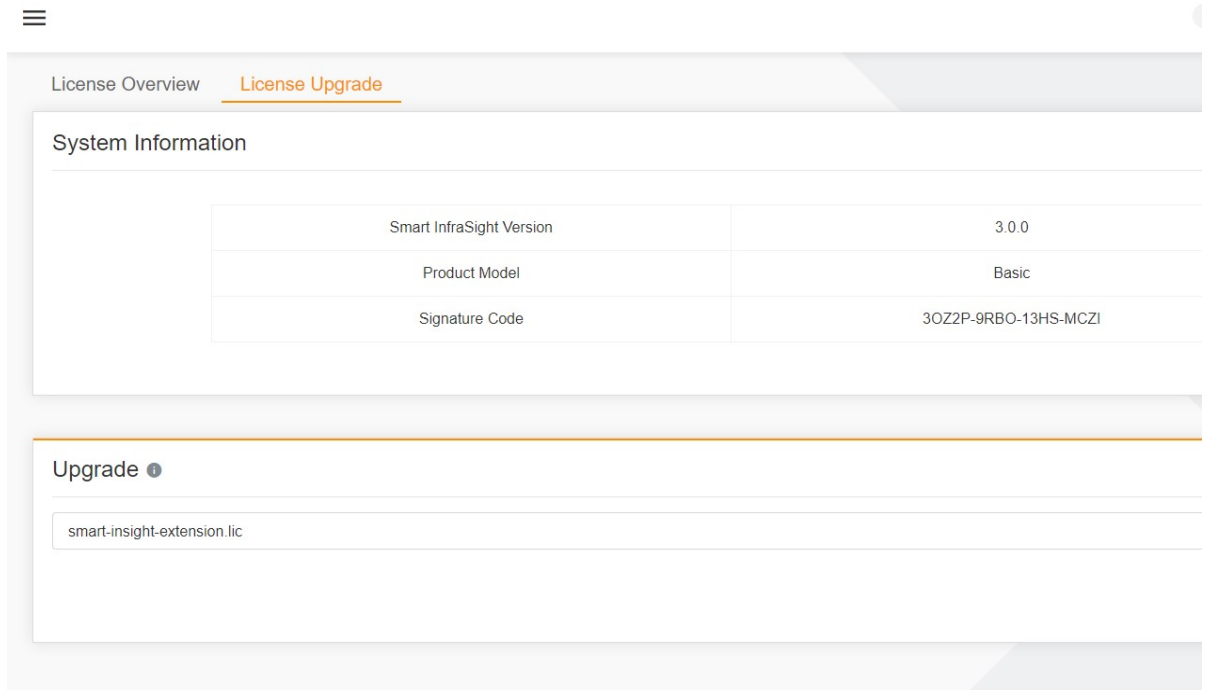 License Overview License Upgrade
System Information
Smart InfraSight Version 3.0.0
Product Model Basic
Signature Code 3OZ2P-9RBO-13HS-MCZI
Upgrade
smart-insight-extension.lic